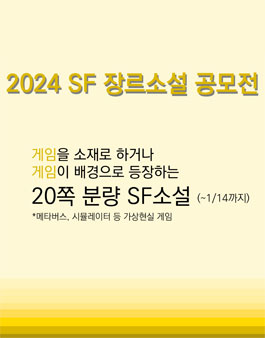 2024 SF 장르소설 공모전
게임을 소재로 하거나
게임이 배경으로 등장하는
20쪽 분량 SF소설 (~1/14까지)
*메타버스, 시뮬레이터 등 가상현실 게임